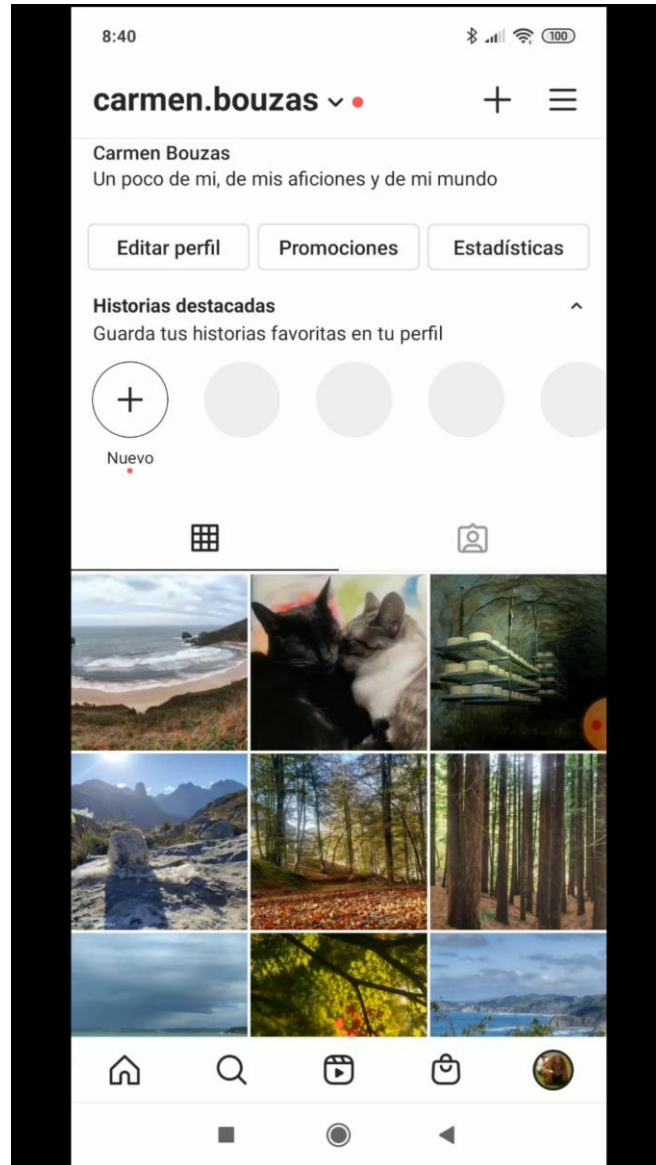 8:40
100
carmen.bouzas
Carmen Bouzas
Un poco de mi, de mis aficiones y de mi mundo
Editar perfil Promociones Estadísticas
Historias destacadas
Guarda tus historias favoritas en tu perfil
Nuevo